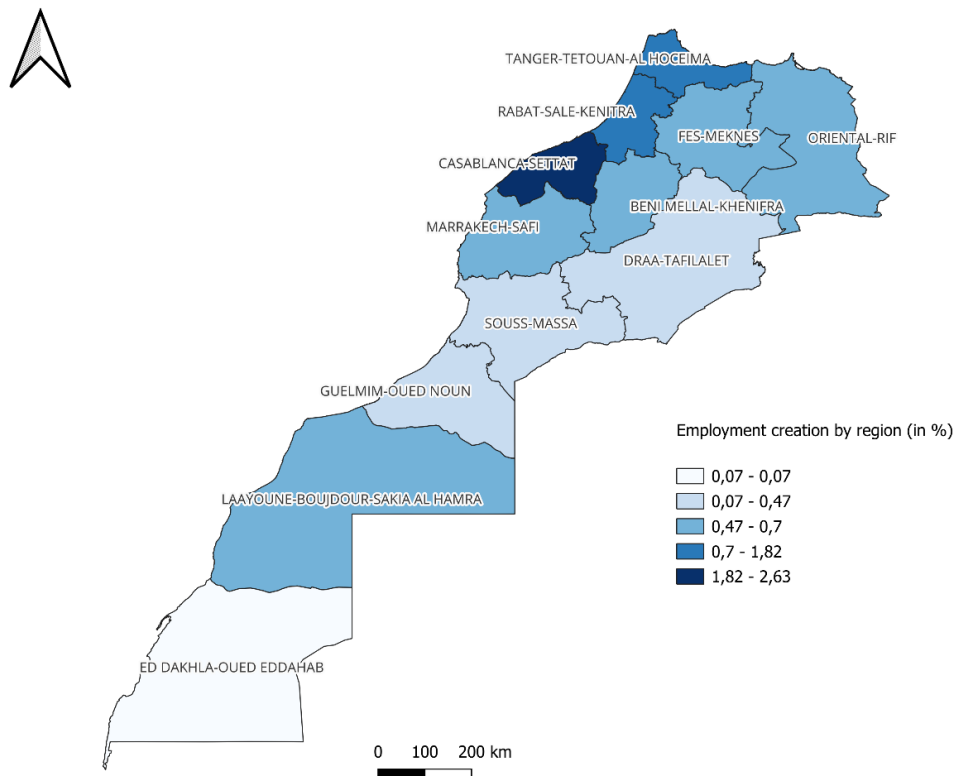 TANGER-TETOUAN-AL HOCEIMA
RABAT-SALE-KENITRA
FES-MEKNES
ORIENTAL-RIF
CASABLANCA-SETTAT
BENI MELLAL-KHENIFRA
MARRAKECH-SAFI
DRAA-TAFILALET
SOUSS-MASSA
GUELMIM-OUED NOUN
LAAYOUNE-BOUJDOUR-SAKIA AL HAMRA
ED DAKHLA-OUED EDDAHAB
Employment creation by region (in %)
0,07 - 0,07
0,07 - 0,47
0,47 - 0,7
0,7 - 1,82
1,82 - 2,63
0 100 200 km